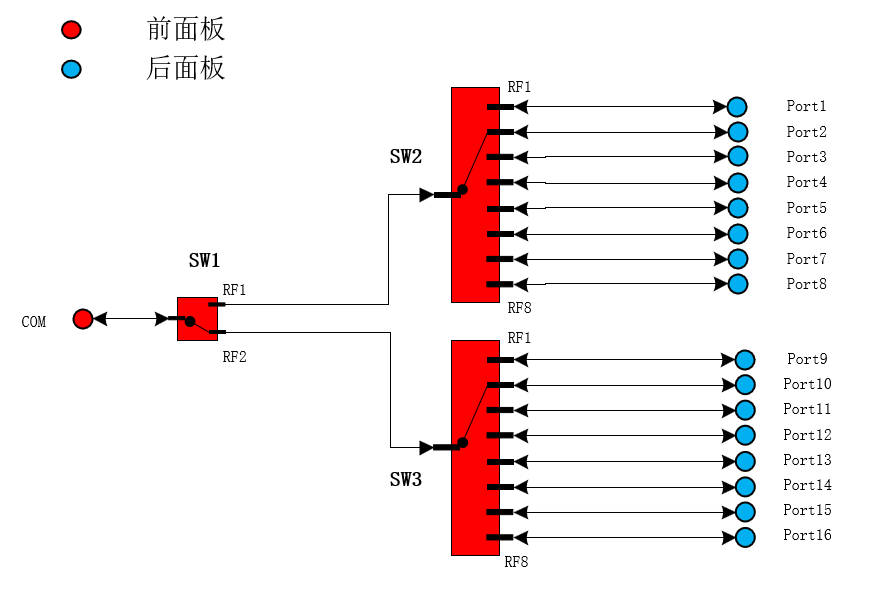 前面板
后面板
RF1
Port1
Port2
SW2
Port3
Port4
Port5
Port6
SW1
Port7
Port8
RF1
RF8
COM
RF1
RF2
Port9
Port10
Port11
Port12
Port13
SW3
Port14
Port15
Port16
RF8